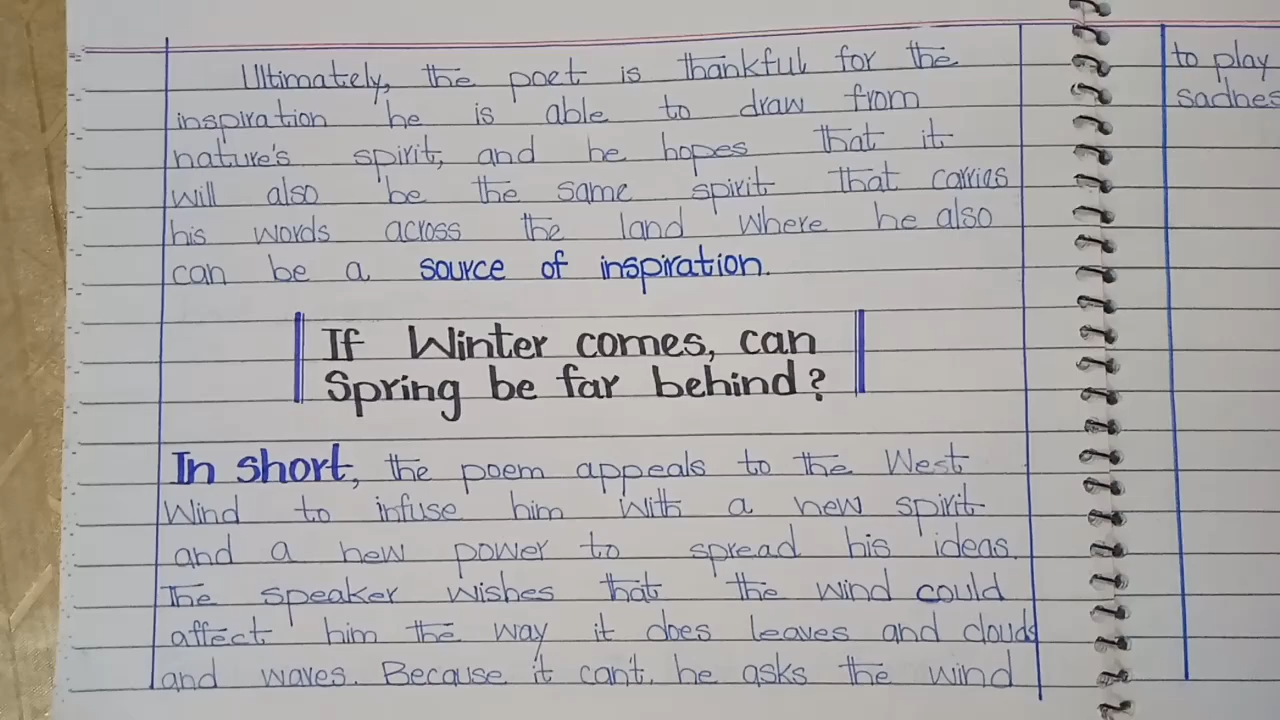 Ultimately, the poet is thankful for the
inspiration he is able to draw from
nature's spirit, and he hopes that it
will also be the same spirit that carries
his words across the land where he also
can be a source of inspiration.
If Winter comes, can
Spring be far behind?
In short, the poem appeals to the West
Wind to infuse him with a new spirit
and a new power to spread his ideas.
The speaker wishes that the wind could
affect him the way it does leaves and clouds
and waves. Because it can't, he asks the wind
to play
sadnes